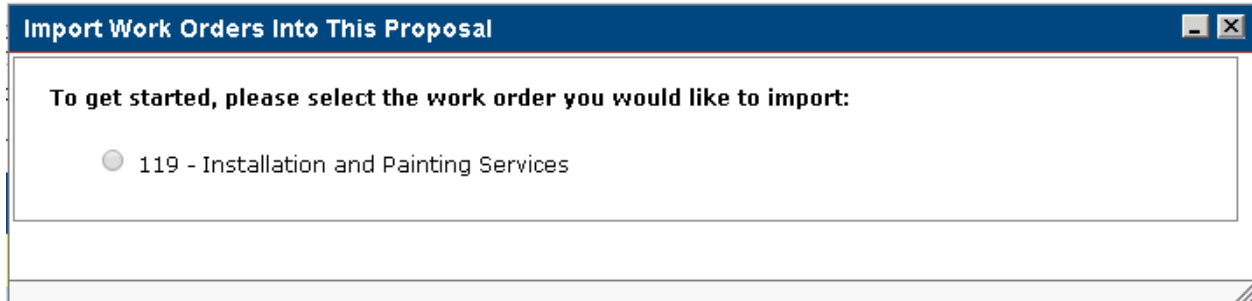 Import Work Orders Into This Proposal
To get started, please select the work order you would like to import:
119 - Installation and Painting Services